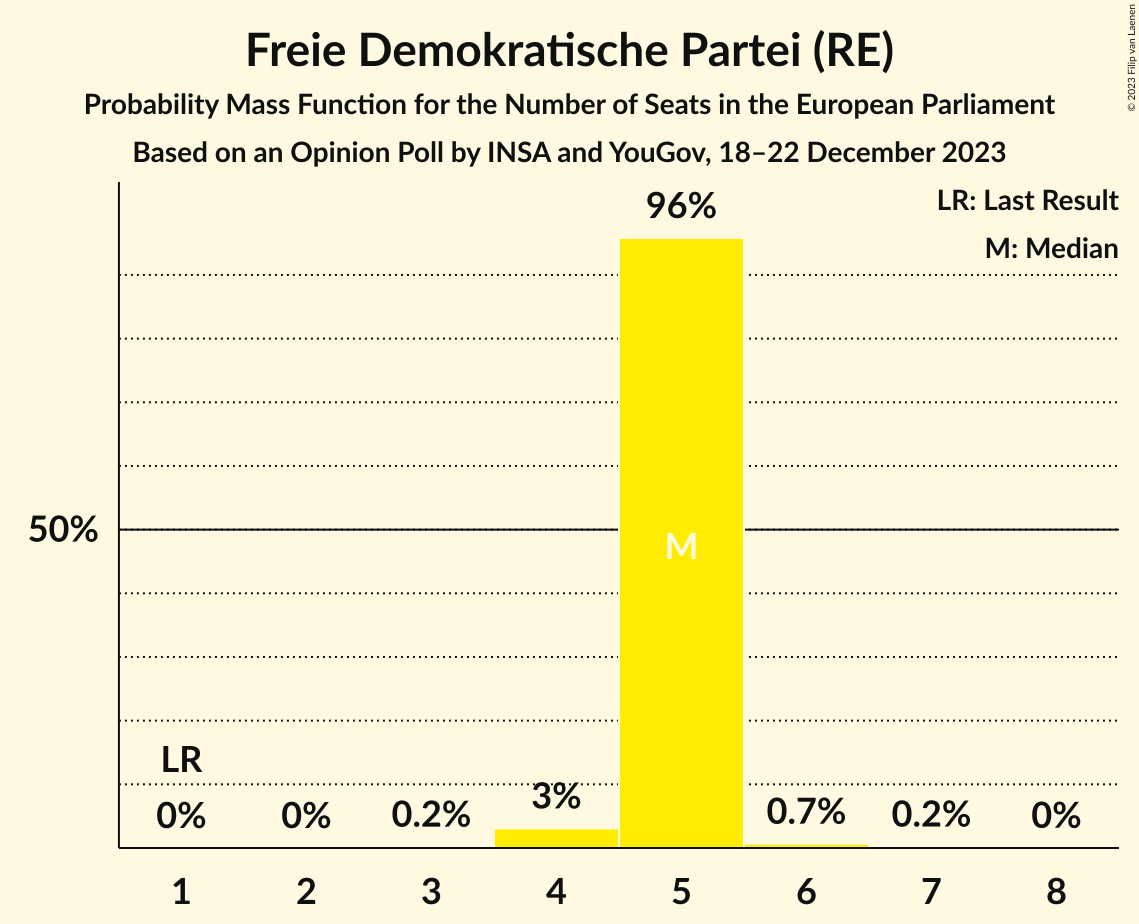 Freie Demokratische Partei (RE)
Probability Mass Function for the Number of Seats in the European Parliament
Based on an Opinion Poll by INSA and YouGov, 18–22 December 2023
© 2023 Filip van Laenen
LR: Last Result
M: Median
96%
50%
M
LR
0%
0%
0.2%
3%
0.7%
0.2%
0%
1
2
3
4
5
6
7
8